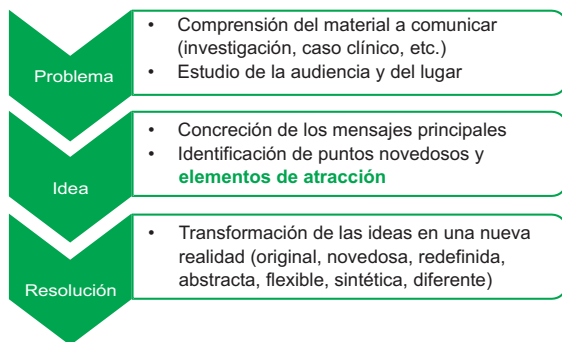 Problema
• Comprensión del material a comunicar
(investigación, caso clínico, etc.)
• Estudio de la audiencia y del lugar
Idea
• Concreción de los mensajes principales
• Identificación de puntos novedosos y
elementos de atracción
Resolución
• Transformación de las ideas en una nueva
realidad (original, novedosa, redefinida,
abstracta, flexible, sintética, diferente)